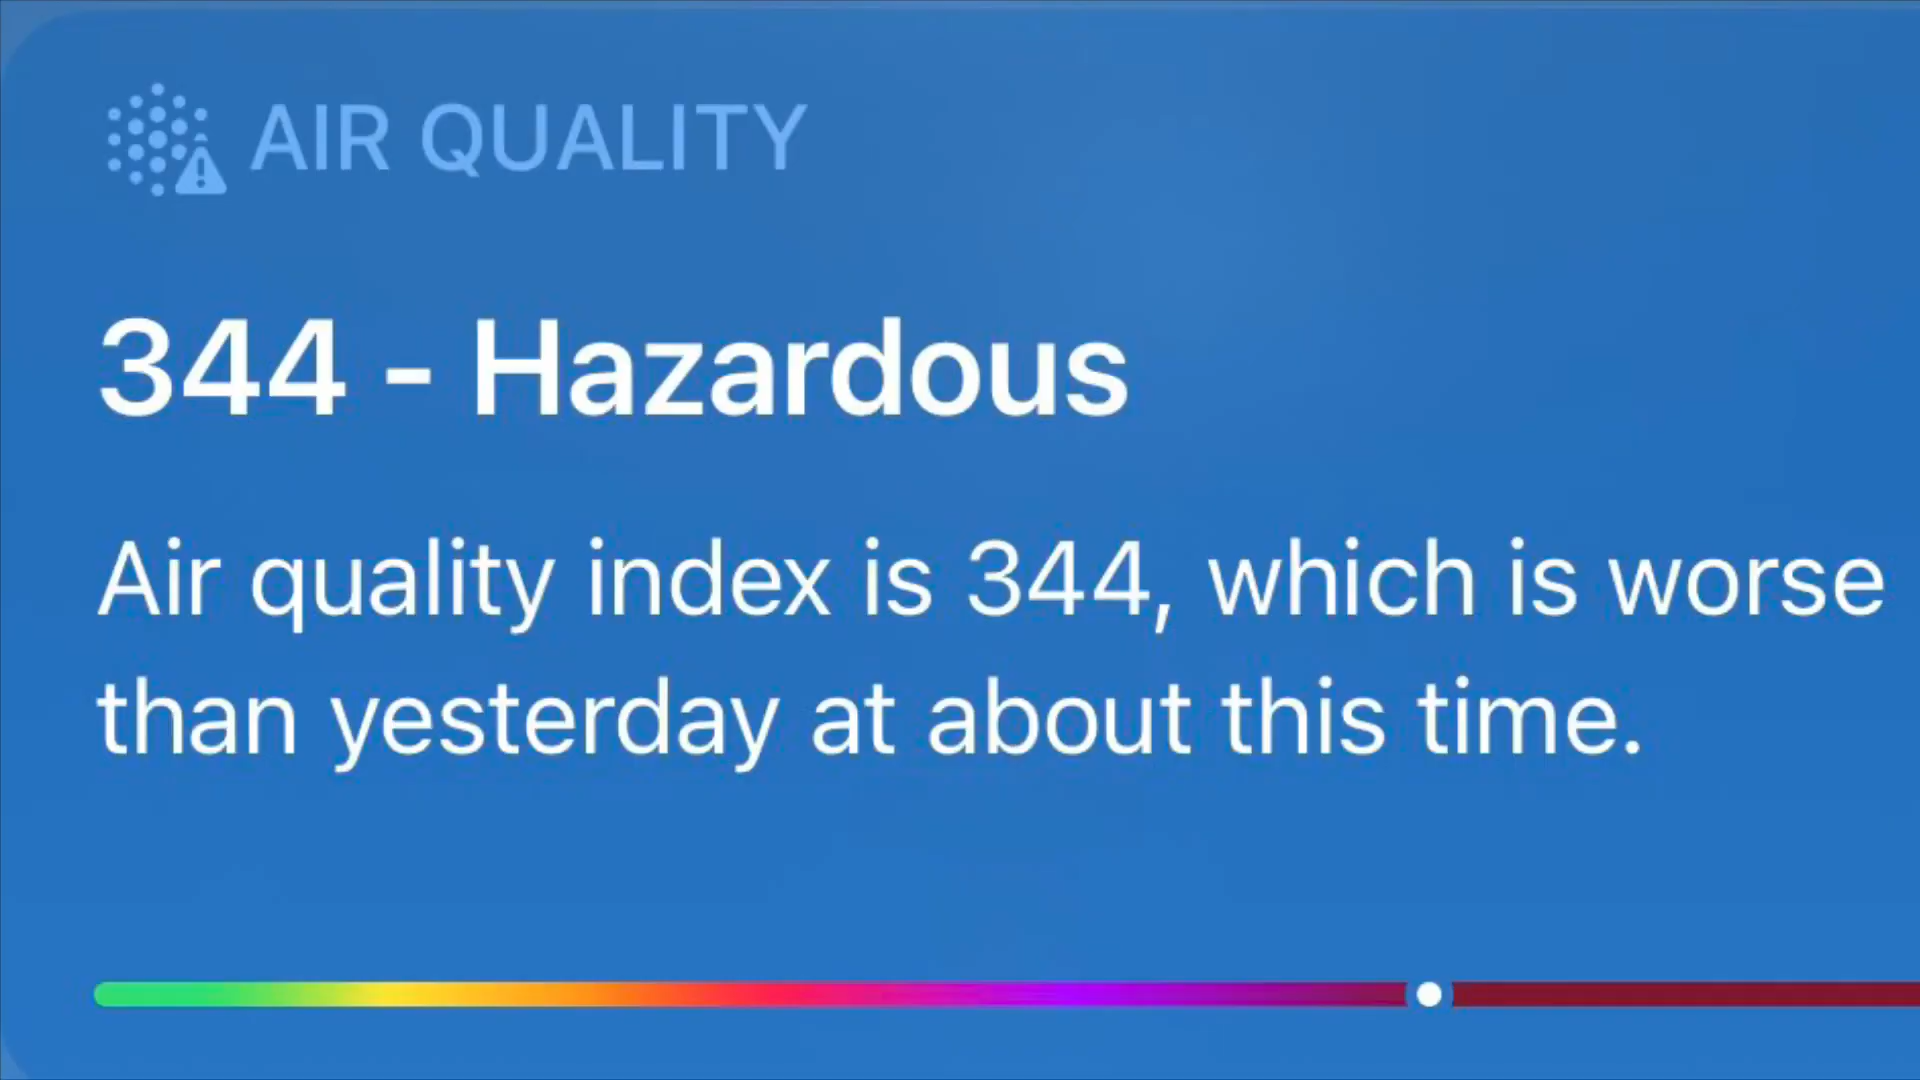 AIR QUALITY
344 - Hazardous
Air quality index is 344, which is worse
than yesterday at about this time.